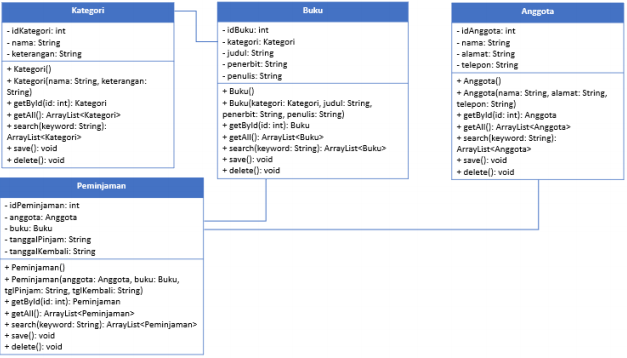 Kategori
- idKategori: int
- nama: String
- keterangan: String
+ Kategori()
+ Kategori(nama: String, keterangan:
String)
+ getById(id: int): Kategori
+ getAll(): ArrayList<Kategori>
+ search(keyword: String):
ArrayList<Kategori>
+ save(): void
+ delete(): void
Buku
- idBuku: int
- kategori: Kategori
- judul: String
- penerbit: String
- penulis: String
+ Buku()
+ Buku(kategori: Kategori, judul: String,
penerbit: String, penulis: String)
+ getById(id: int): Buku
+ getAll(): ArrayList<Buku>
+ search(keyword: String): ArrayList<Buku>
+ save(): void
+ delete(): void
Anggota
- idAnggota: int
- nama: String
- alamat: String
- telepon: String
+ Anggota()
+ Anggota(nama: String, alamat: String,
telepon: String)
+ getById(id: int): Anggota
+ getAll(): ArrayList<Anggota>
+ search(keyword: String):
ArrayList<Anggota>
+ save(): void
+ delete(): void
Peminjaman
- idPeminjaman: int
- anggota: Anggota
- buku: Buku
- tanggalPinjam: String
- tanggalKembali: String
+ Peminjaman()
+ Peminjaman(anggota: Anggota, buku: Buku,
tglPinjam: String, tglKembali: String)
+ getById(id: int): Peminjaman
+ getAll(): ArrayList<Peminjaman>
+ search(keyword: String): ArrayList<Peminjaman>
+ save(): void
+ delete(): void